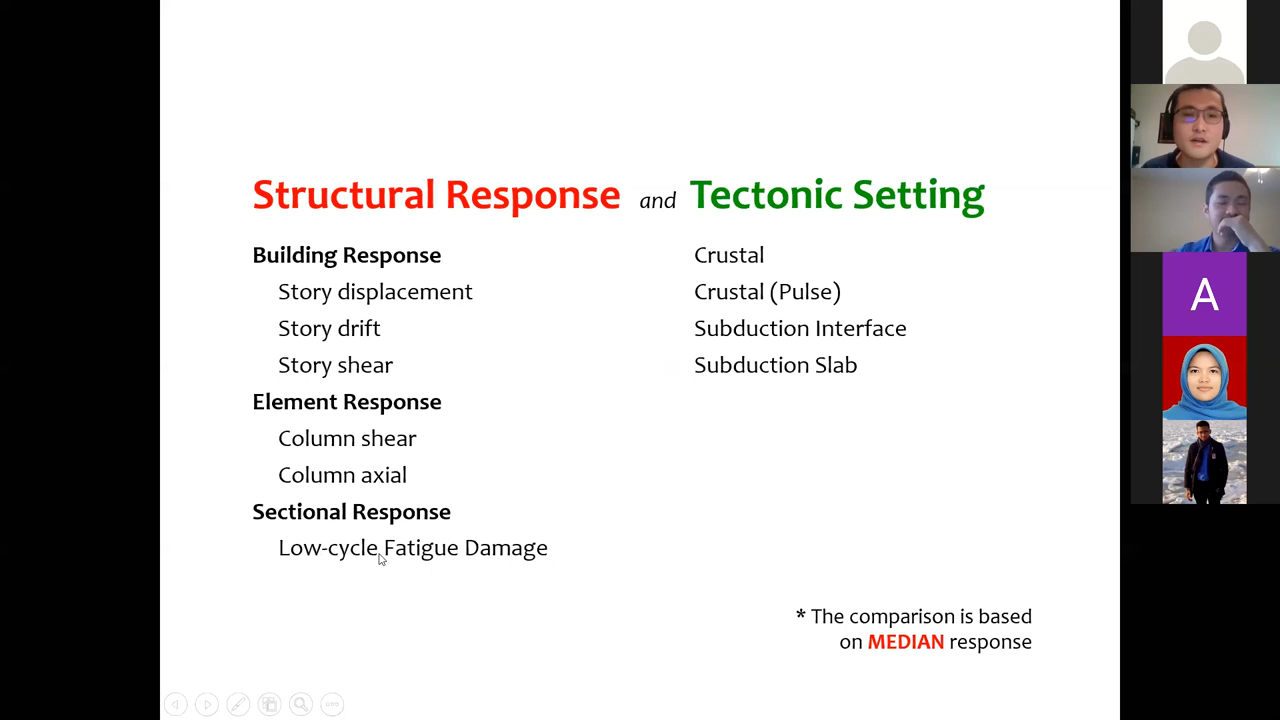 Structural Response and Tectonic Setting
Building Response
Story displacement
Story drift
Story shear
Element Response
Column shear
Column axial
Sectional Response
Low-cycle Fatigue Damage
Crustal
Crustal (Pulse)
Subduction Interface
Subduction Slab
* The comparison is based
on MEDIAN response
A